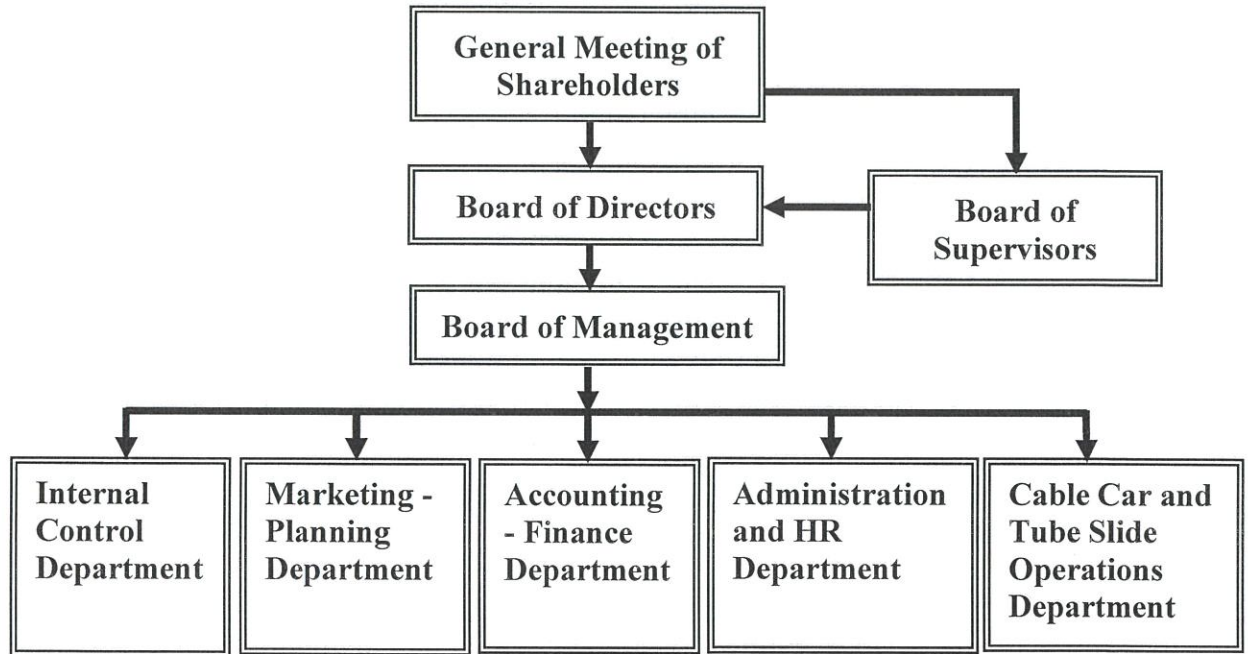 General Meeting of
Shareholders
Board of Directors
Board of
Supervisors
Board of Management
Internal
Control
Department
Marketing -
Planning
Department
Accounting
- Finance
Department
Administration
and HR
Department
Cable Car and
Tube Slide
Operations
Department